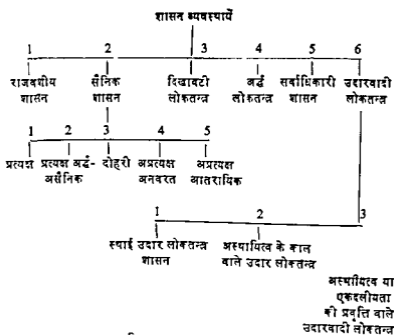 शासन व्यवस्थायें
1 2 3 4 5 6
राजवंशीय सैनिक दिखावटी अर्द्ध सर्वाधिकारी उदारवादी
शासन शासन लोकतन्त्र लोकतन्त्र शासन लोकतन्त्र
1 2 3 4 5
प्रत्यक्ष प्रत्यक्ष अर्द्ध- दोहरी अप्रत्यक्ष अप्रत्यक्ष
असैनिक अनवरत आतरायिक
1 2 3
स्थाई उदार लोकतन्त्र अस्थायित्व के काल
शासन वाले उदार लोकतन्त्र
अस्थायित्व या
एकदलीयता
की प्रवृत्ति वाले
उदारवादी लोकतन्त्र